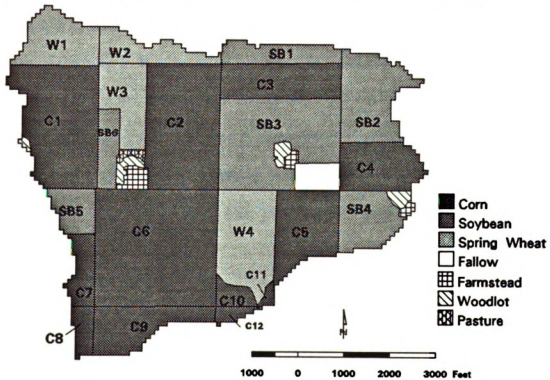 W1
W2
SB1
W3
C3
SB6
C1
C2
SB3
SB2
C4
SB5
SB4
C6
W4
C5
C11
C7
C10
C8
C9
C12
Corn
Soybean
Spring Wheat
Fallow
Farmstead
Woodlot
Pasture
1000 0 1000 2000 3000 Feet